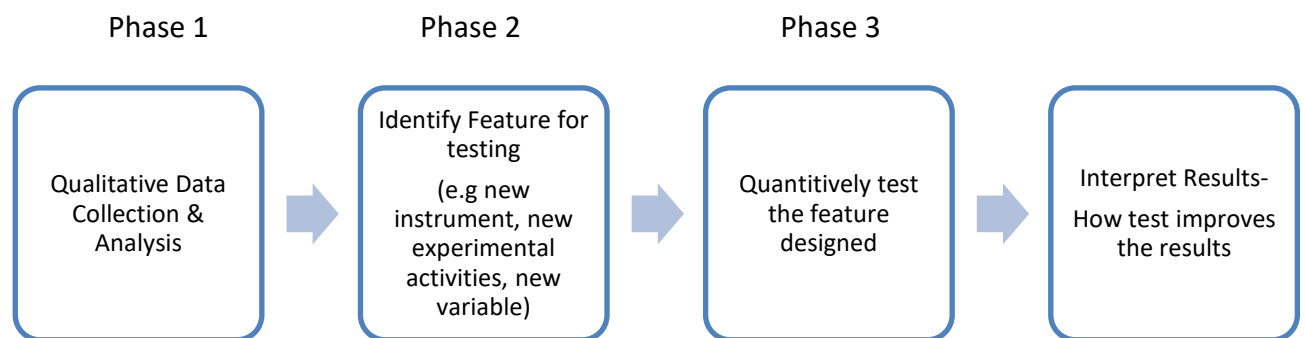 Phase 1
Phase 2
Phase 3
Qualitative Data
Collection &
Analysis
Identify Feature for
testing
(e.g new
instrument, new
experimental
activities, new
variable)
Quantitively test
the feature
designed
Interpret Results-
How test improves
the results